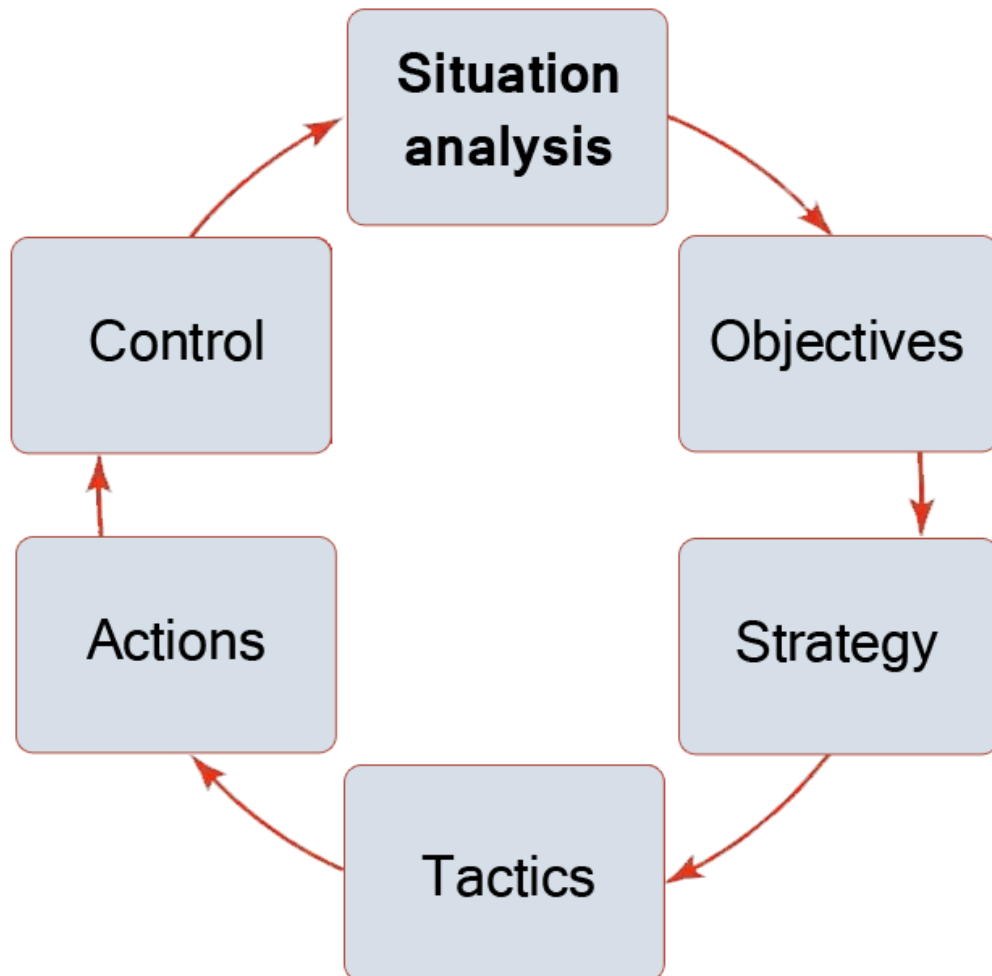 Situation
analysis
Objectives
Strategy
Tactics
Actions
Control